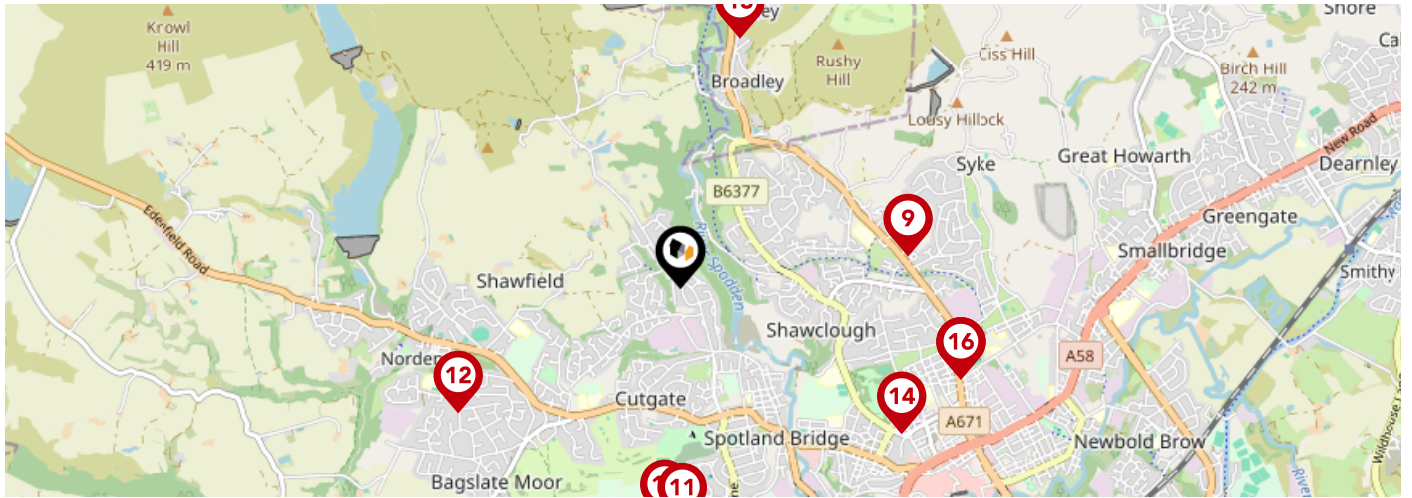 Shore
Krowl
Hill
419 m
Rushy
Hill
Ciss Hill
Birch Hill
242 m
Broadley
Lousy Hillock
New Road
Syke
Great Howarth
Dearnley
B6377
9
Edenfield Road
Greengate
River Spodden
Smallbridge
Smithy
Shawfield
Shawclough
16
A58
Norden
12
14
Cutgate
A671
Spotland Bridge
Newbold Brow
Bagslate Moor
11